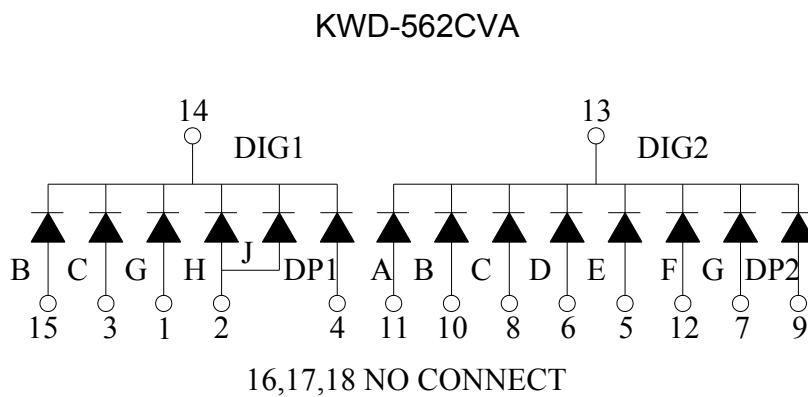 KWD-562CVA
14 13
DIG1 DIG2
B C G H J DP1 A B C D E F G DP2
15 3 1 2 4 11 10 8 6 5 12 7 9
16,17,18 NO CONNECT